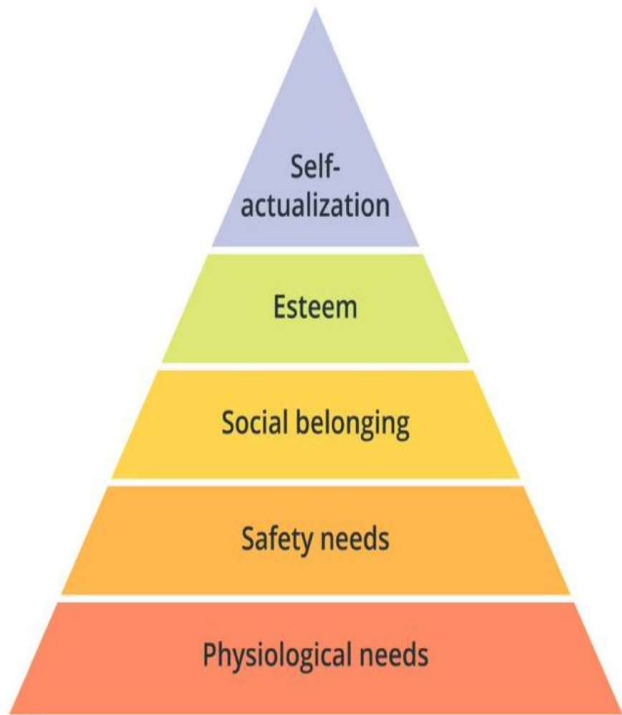 Self-
actualization
Esteem
Social belonging
Safety needs
Physiological needs